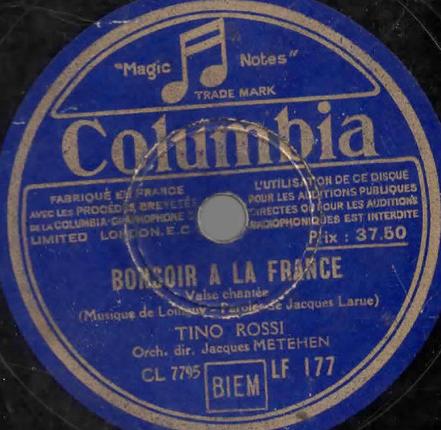 "Magic Notes"
TRADE MARK
Columbia
FABRIQUÉ EN FRANCE
AVEC LES PROCÉDÉS BREVETÉS
DE LA COLUMBIA GRAPHOPHONE
LIMITED LONDON. E.C
L'UTILISATION DE CE DISQUE
POUR LES AUDITIONS PUBLIQUES
DIRECTES OU POUR LES AUDITIONS
RADIOPHONIQUES EST INTERDITE
Prix : 37.50
BONSOIR A LA FRANCE
Valse chantée
(Musique de Paroles de Jacques Larue)
TINO ROSSI
Orch. dir. Jacques METEHEN
CL 7795 BIEM LF 177